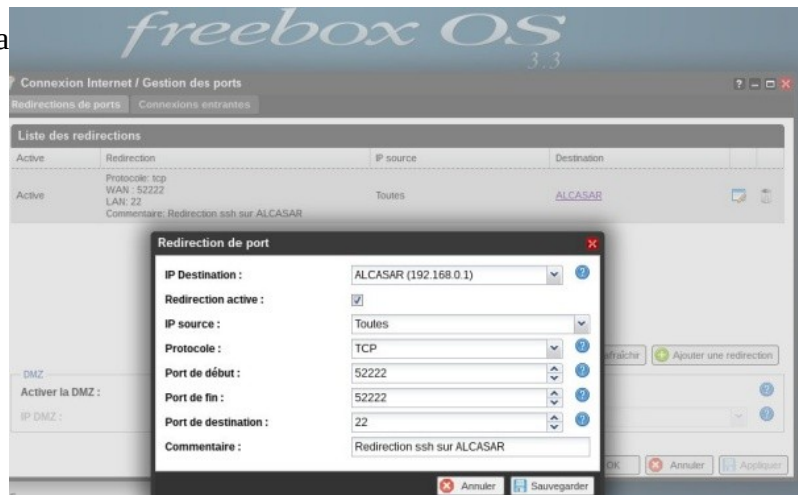 a
freebox OS
3.3
Connexion Internet / Gestion des ports
Redirections de ports Connexions entrantes
Liste des redirections
Active Redirection IP source Destination
Protocole: tcp
WAN : 52222
Active Toutes ALCASAR
LAN: 22
Commentaire: Redirection ssh sur ALCASAR
Redirection de port
IP Destination : ALCASAR (192.168.0.1)
Redirection active :
IP source : Toutes
Protocole : TCP
Port de début : 52222
Port de fin : 52222
Port de destination : 22
Commentaire : Redirection ssh sur ALCASAR
Annuler Sauvegarder
afraîchir Ajouter une redirection
DMZ
Activer la DMZ :
IP DMZ :
OK Annuler Appliquer